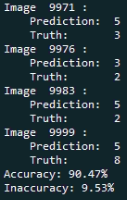 Image 9971 :
Prediction: 5
Truth: 3
Image 9976 :
Prediction: 3
Truth: 2
Image 9983 :
Prediction: 5
Truth: 2
Image 9999 :
Prediction: 5
Truth: 8
Accuracy: 90.47%
Inaccuracy: 9.53%